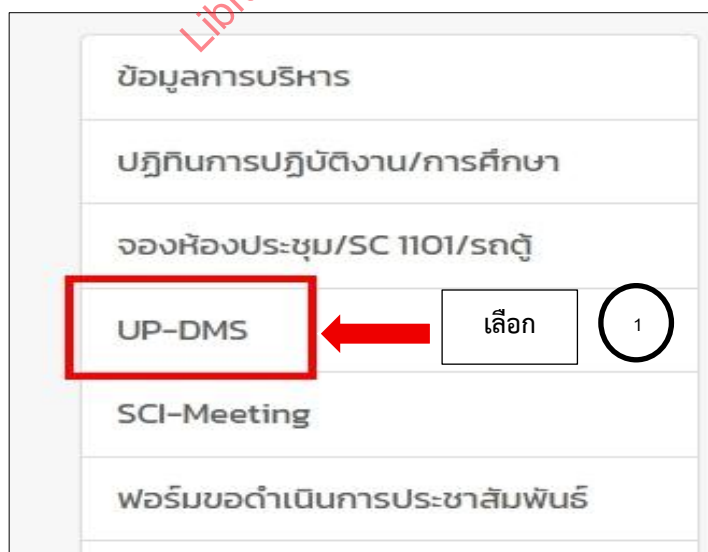 ข้อมูลการบริหาร
ปฏิทินการปฏิบัติงาน/การศึกษา
จองห้องประชุม/SC 1101/รถตู้
UP-DMS
เลือก
1
SCI-Meeting
ฟอร์มขอดำเนินการประชาสัมพันธ์